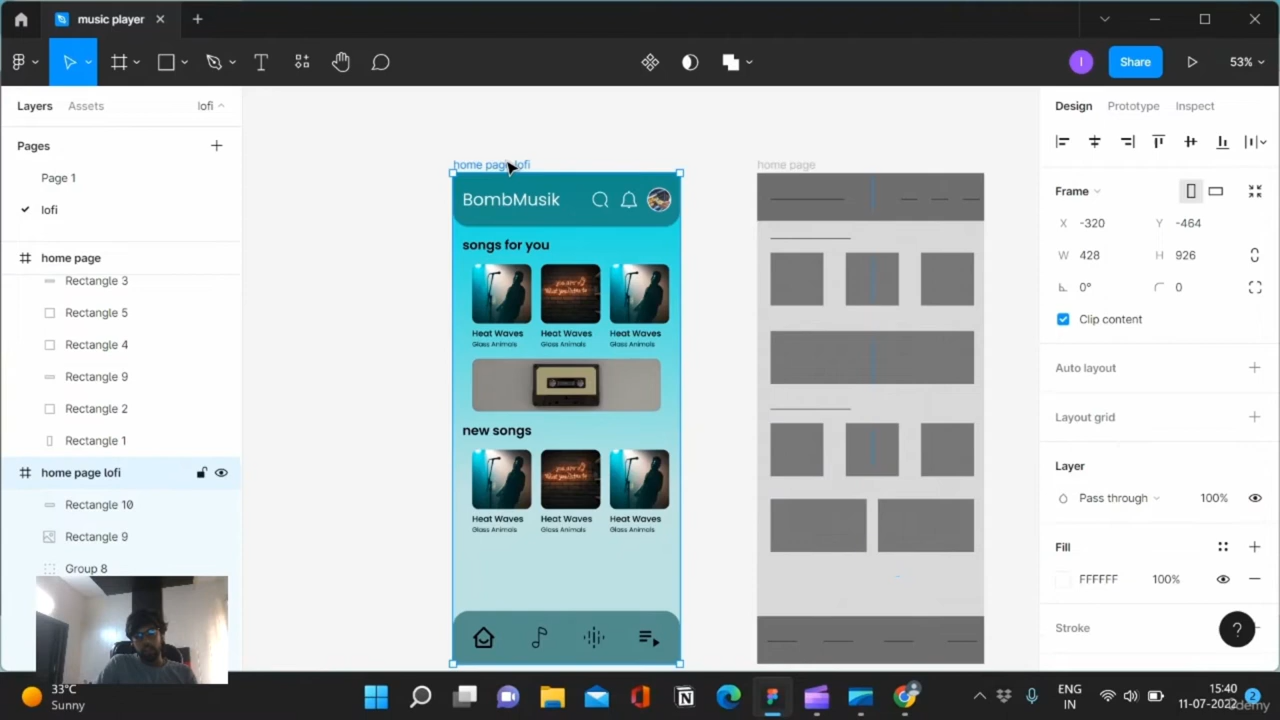 music player
53%
Share
Layers
Assets
lofi
Design
Prototype
Inspect
Pages
Page 1
lofi
home page
Rectangle 3
Rectangle 5
Rectangle 4
Rectangle 9
Rectangle 2
Rectangle 1
home page lofi
Rectangle 10
Rectangle 9
Group 8
home page lofi
BombMusik
songs for you
Heat Waves
Glass Animals
Heat Waves
Glass Animals
Heat Waves
Glass Animals
new songs
Heat Waves
Glass Animals
Heat Waves
Glass Animals
Heat Waves
Glass Animals
home page
Frame
X -320 Y -464
W 428 H 926
0° 0
Clip content
Auto layout
Layout grid
Layer
Pass through 100%
Fill
FFFFFF 100%
Stroke
?
33°C
Sunny
ENG
IN
15:40
11-07-2022
2
Udemy